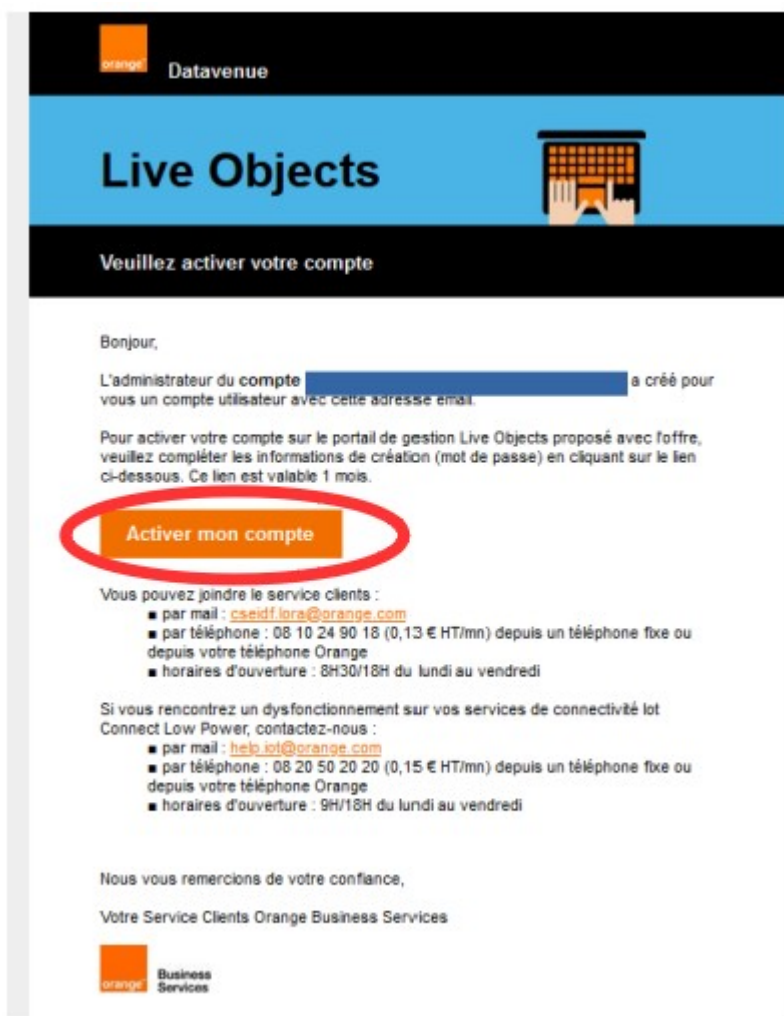 orange™
Datavenue
Live Objects
Veuillez activer votre compte
Bonjour,
L'administrateur du compte a créé pour
vous un compte utilisateur avec cette adresse email.
Pour activer votre compte sur le portail de gestion Live Objects proposé avec l'offre,
veuillez compléter les informations de création (mot de passe) en cliquant sur le lien
ci-dessous. Ce lien est valable 1 mois.
Activer mon compte
Vous pouvez joindre le service clients :
■ par mail : cseidf.lora@orange.com
■ par téléphone : 08 10 24 90 18 (0,13 € HT/mn) depuis un téléphone fixe ou
depuis votre téléphone Orange
■ horaires d'ouverture : 8H30/18H du lundi au vendredi
Si vous rencontrez un dysfonctionnement sur vos services de connectivité Iot
Connect Low Power, contactez-nous :
■ par mail : help.iot@orange.com
■ par téléphone : 08 20 50 20 20 (0,15 € HT/mn) depuis un téléphone fixe ou
depuis votre téléphone Orange
■ horaires d'ouverture : 9H/18H du lundi au vendredi
Nous vous remercions de votre confiance,
Votre Service Clients Orange Business Services
orange™
Business
Services